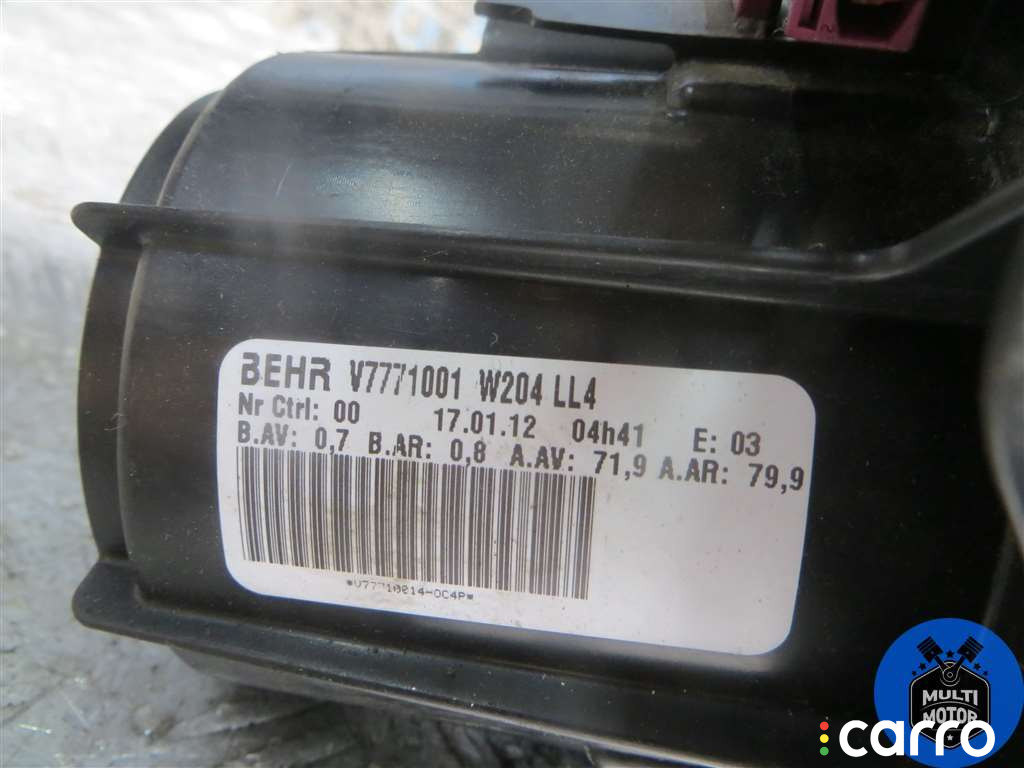 BEHR V7771001 W204 LL4
Nr Ctrl: 00 17.01.12 04h41 E: 03
B.AV: 0,7 B.AR: 0,8 A.AV: 71,9 A.AR: 79,9
*V77710014-0C4P*
MULTI
MOTOR
carro